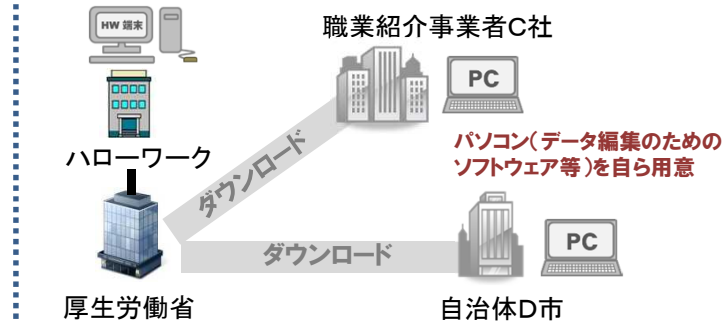 HW 端末
職業紹介事業者C社
PC
ハローワーク
パソコン(データ編集のための
ソフトウェア等)を自ら用意
ダウンロード
ダウンロード
PC
厚生労働省
自治体D市